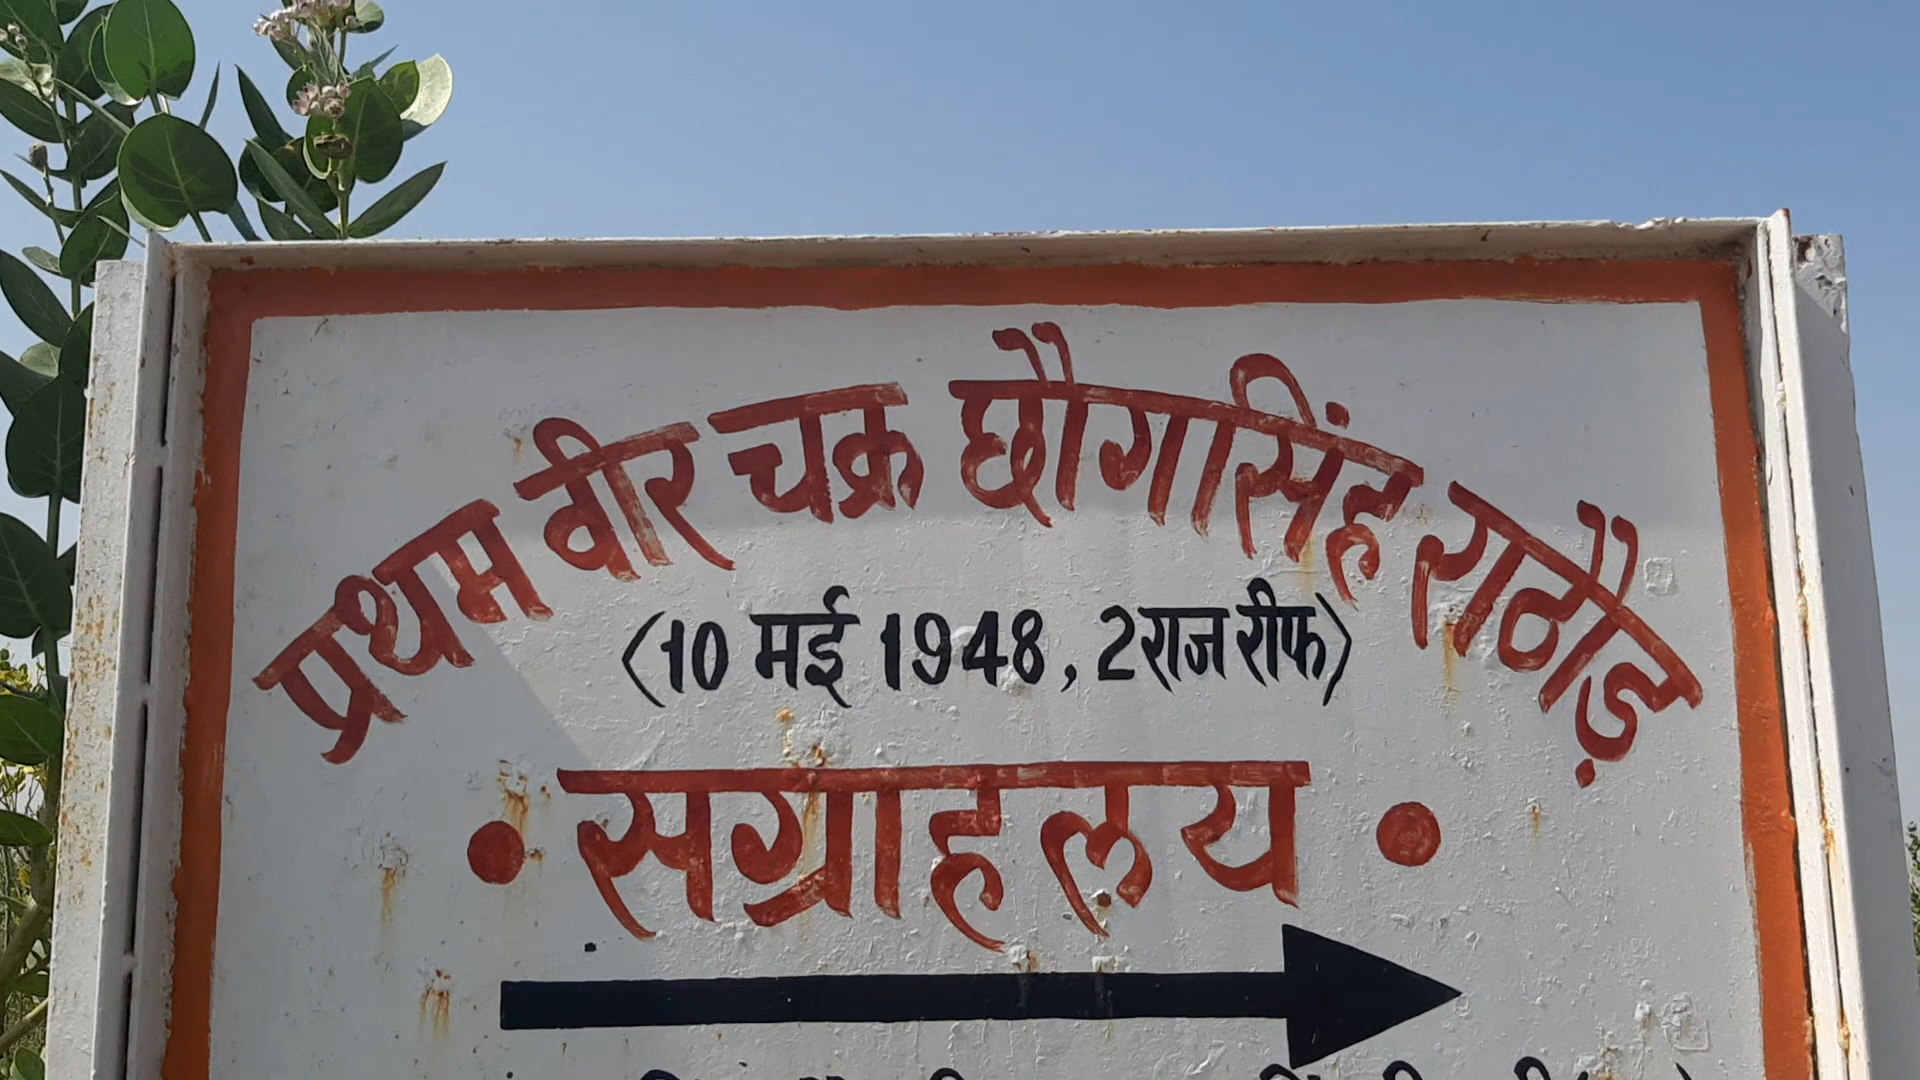 प्रथम वीर चक्र छौगासिंह राठौड़
(10 मई 1948, 2 राज रीफ)
• सग्राहलय •